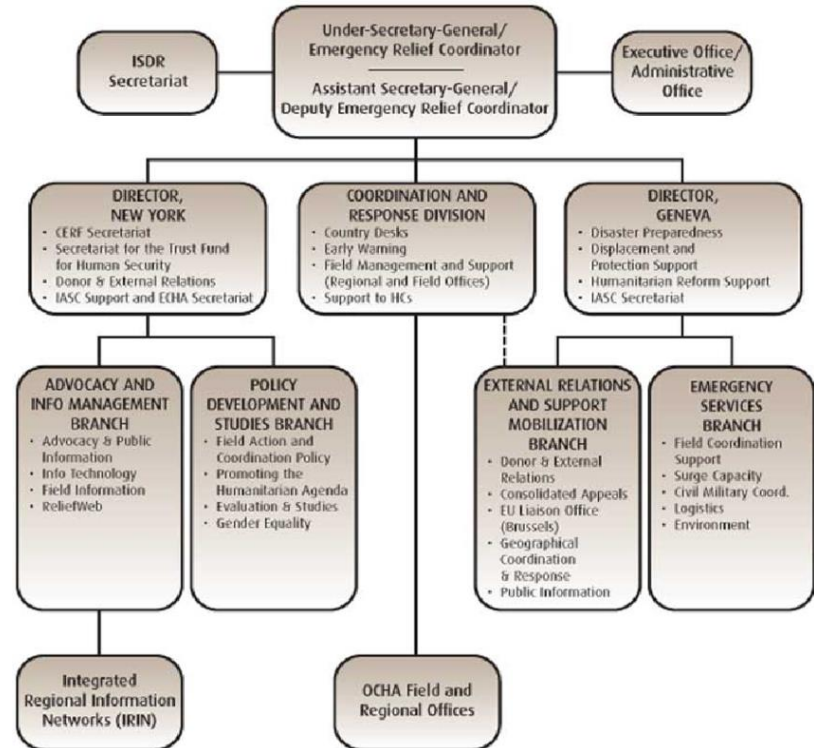 Under-Secretary-General/
Emergency Relief Coordinator
Assistant Secretary-General/
Deputy Emergency Relief Coordinator
ISDR
Secretariat
Executive Office/
Administrative
Office
DIRECTOR,
NEW YORK
• CERF Secretariat
• Secretariat for the Trust Fund
for Human Security
• Donor & External Relations
• IASC Support and ECHA Secretariat
COORDINATION AND
RESPONSE DIVISION
• Country Desks
• Early Warning
• Field Management and Support
(Regional and Field Offices)
• Support to HCs
DIRECTOR,
GENEVA
• Disaster Preparedness
• Displacement and
Protection Support
• Humanitarian Reform Support
• IASC Secretariat
ADVOCACY AND
INFO MANAGEMENT
BRANCH
• Advocacy & Public
Information
• Info Technology
• Field Information
• ReliefWeb
POLICY
DEVELOPMENT AND
STUDIES BRANCH
• Field Action and
Coordination Policy
• Promoting the
Humanitarian Agenda
• Evaluation & Studies
• Gender Equality
EXTERNAL RELATIONS
AND SUPPORT
MOBILIZATION
BRANCH
• Donor & External
Relations
• Consolidated Appeals
• EU Liaison Office
(Brussels)
• Geographical
Coordination
& Response
• Public Information
EMERGENCY
SERVICES
BRANCH
• Field Coordination
Support
• Surge Capacity
• Civil Military Coord.
• Logistics
• Environment
Integrated
Regional Information
Networks (IRIN)
OCHA Field and
Regional Offices